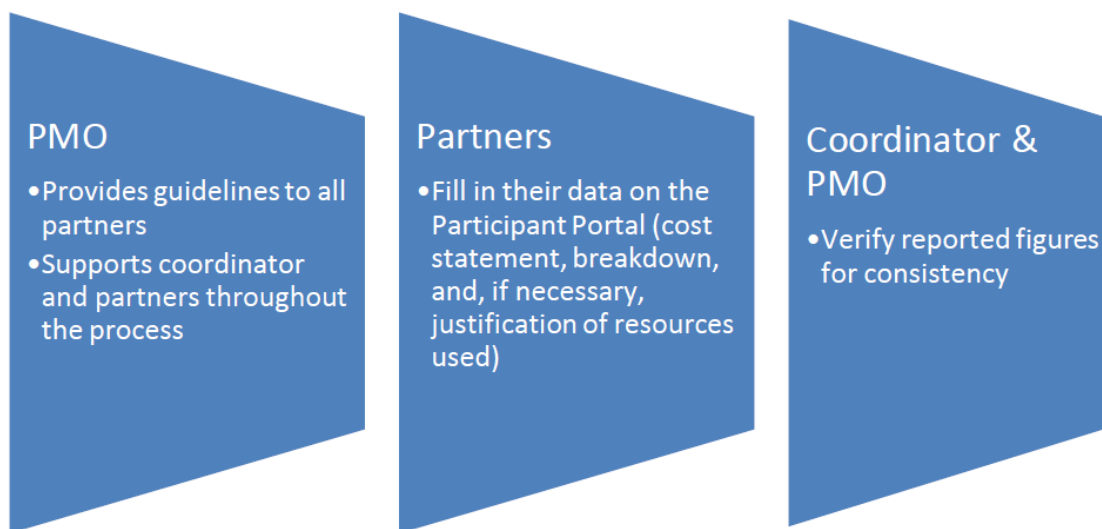 PMO
•Provides guidelines to all
partners
•Supports coordinator
and partners throughout
the process
Partners
•Fill in their data on the
Participant Portal (cost
statement, breakdown,
and, if necessary,
justification of resources
used)
Coordinator &
PMO
•Verify reported figures
for consistency